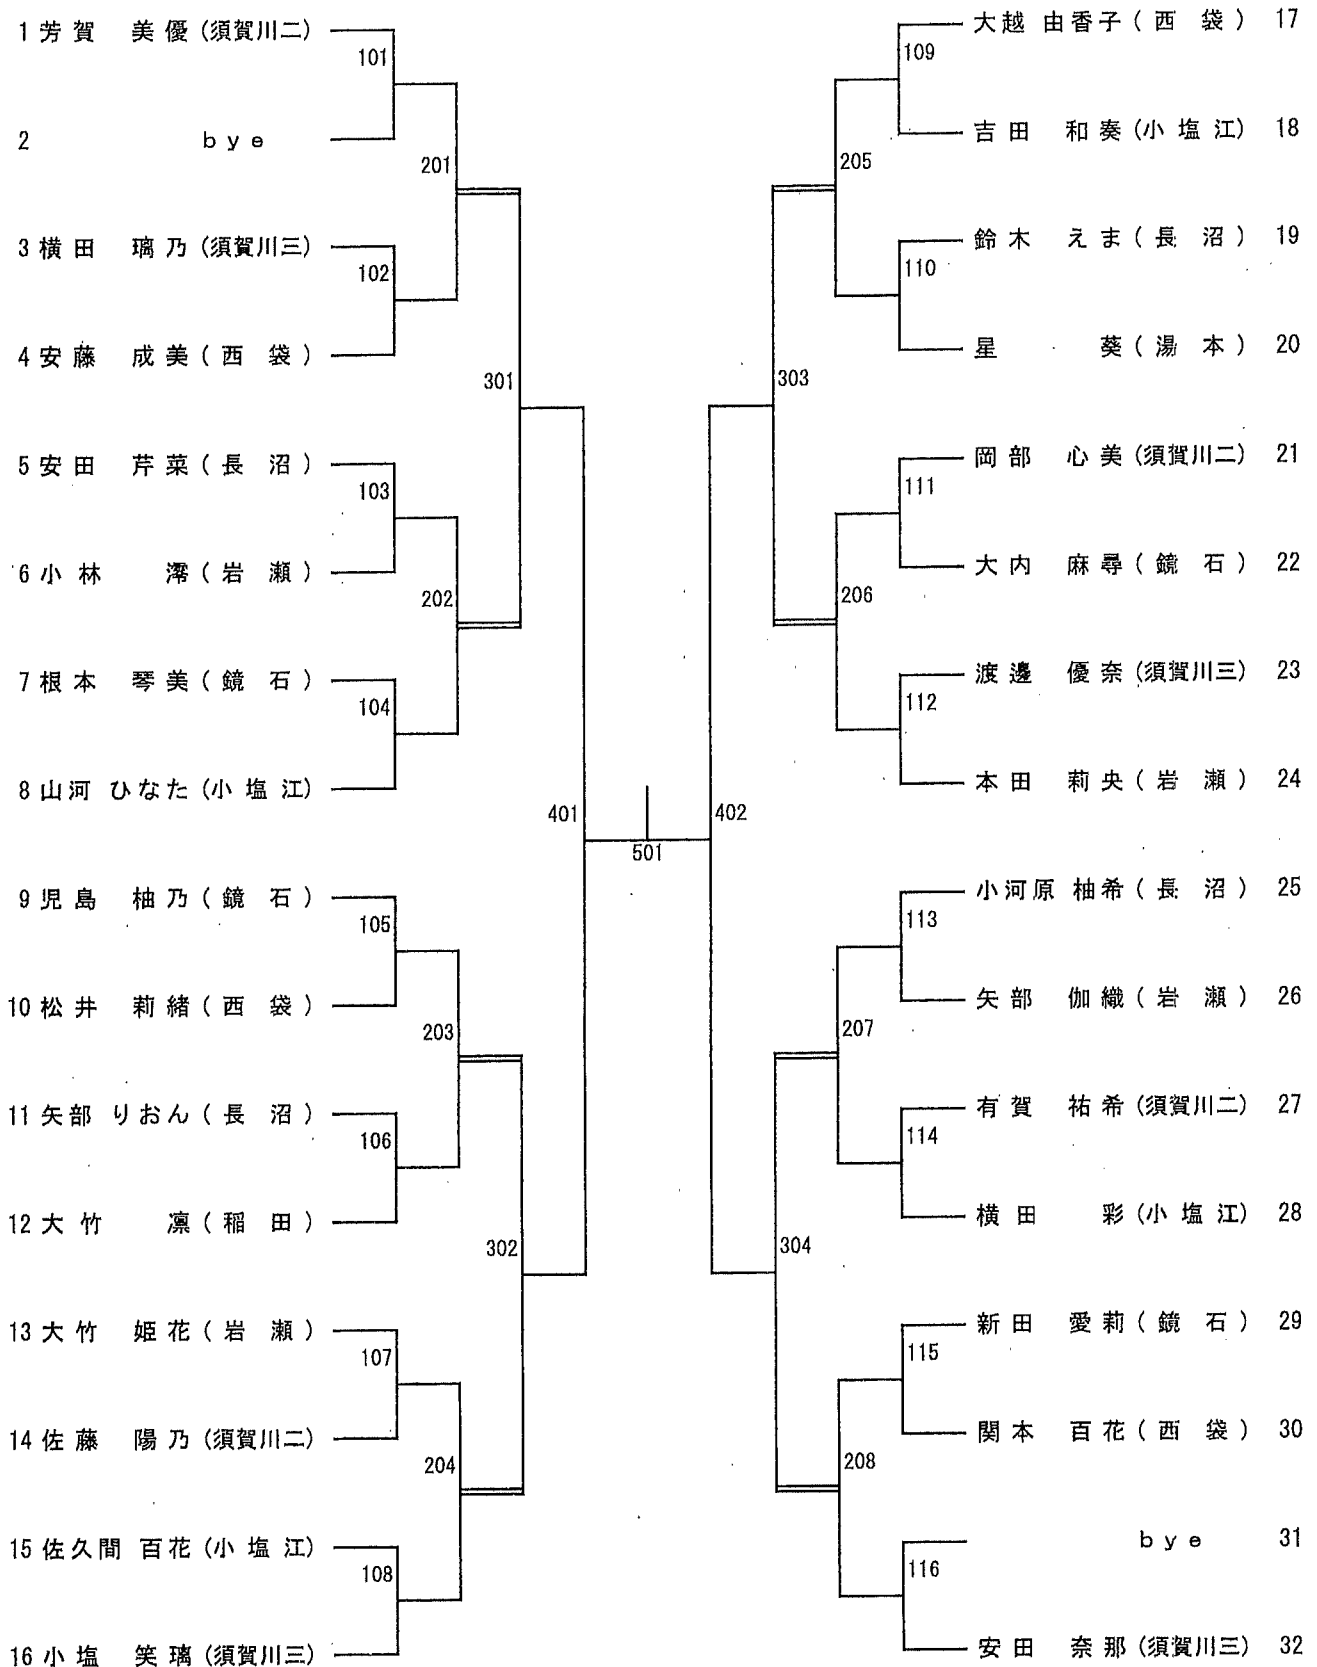 1 芳賀 美優 (須賀川二)
101
2 bye
201
3 横田 璃乃 (須賀川三)
102
4 安藤 成美 (西袋)
301
5 安田 芹菜 (長沼)
103
6 小林 澪 (岩瀬)
202
7 根本 琴美 (鏡石)
104
8 山河 ひなた (小塩江)
401
9 児島 柚乃 (鏡石)
105
10 松井 莉緒 (西袋)
203
11 矢部 りおん (長沼)
106
12 大竹 凛 (稲田)
302
13 大竹 姫花 (岩瀬)
107
14 佐藤 陽乃 (須賀川二)
204
15 佐久間 百花 (小塩江)
108
16 小塩 笑璃 (須賀川三)
501
大越 由香子 (西袋) 17
109
吉田 和奏 (小塩江) 18
205
鈴木 えま (長沼) 19
110
星 葵 (湯本) 20
303
岡部 心美 (須賀川二) 21
111
大内 麻尋 (鏡石) 22
206
渡邊 優奈 (須賀川三) 23
112
本田 莉央 (岩瀬) 24
402
小河原 柚希 (長沼) 25
113
矢部 伽織 (岩瀬) 26
207
有賀 祐希 (須賀川二) 27
114
横田 彩 (小塩江) 28
304
新田 愛莉 (鏡石) 29
115
関本 百花 (西袋) 30
208
bye 31
116
安田 奈那 (須賀川三) 32